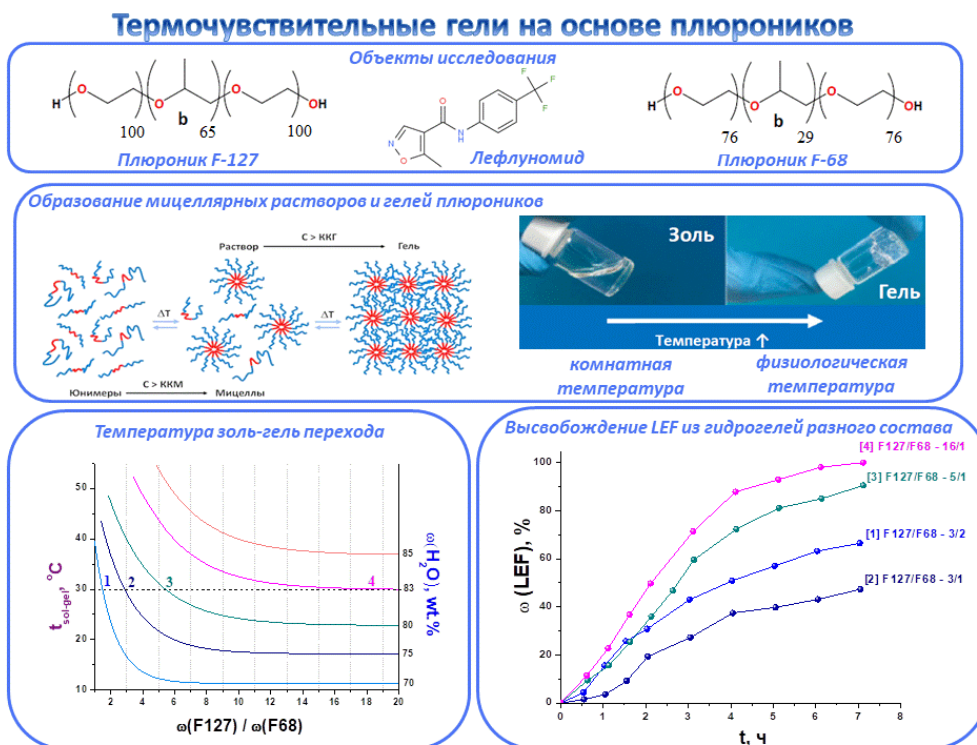 Термочувствительные гели на основе плюроников
Объекты исследования
H
O
100
O
b
65
O
100
OH
Плюроник F-127
N
O
O
NH
F
F
F
Лефлуномид
H
O
76
O
b
29
O
76
OH
Плюроник F-68
Образование мицеллярных растворов и гелей плюроников
Раствор
C > ККГ
Гель
ΔT
ΔT
Юнимеры
C > ККМ
Мицеллы
Золь
Гель
Температура ↑
комнатная
температура
физиологическая
температура
Температура золь-гель перехода
t sol-gel, °C
50
40
30
20
10
1
2
3
4
85
83
80
75
70
ω(H2O), wt.%
2 4 6 8 10 12 14 16 18 20
ω(F127) / ω(F68)
Высвобождение LEF из гидрогелей разного состава
ω (LEF), %
100
80
60
40
20
0
[4] F127/F68 - 16/1
[3] F127/F68 - 5/1
[1] F127/F68 - 3/2
[2] F127/F68 - 3/1
0 1 2 3 4 5 6 7 8
t, ч